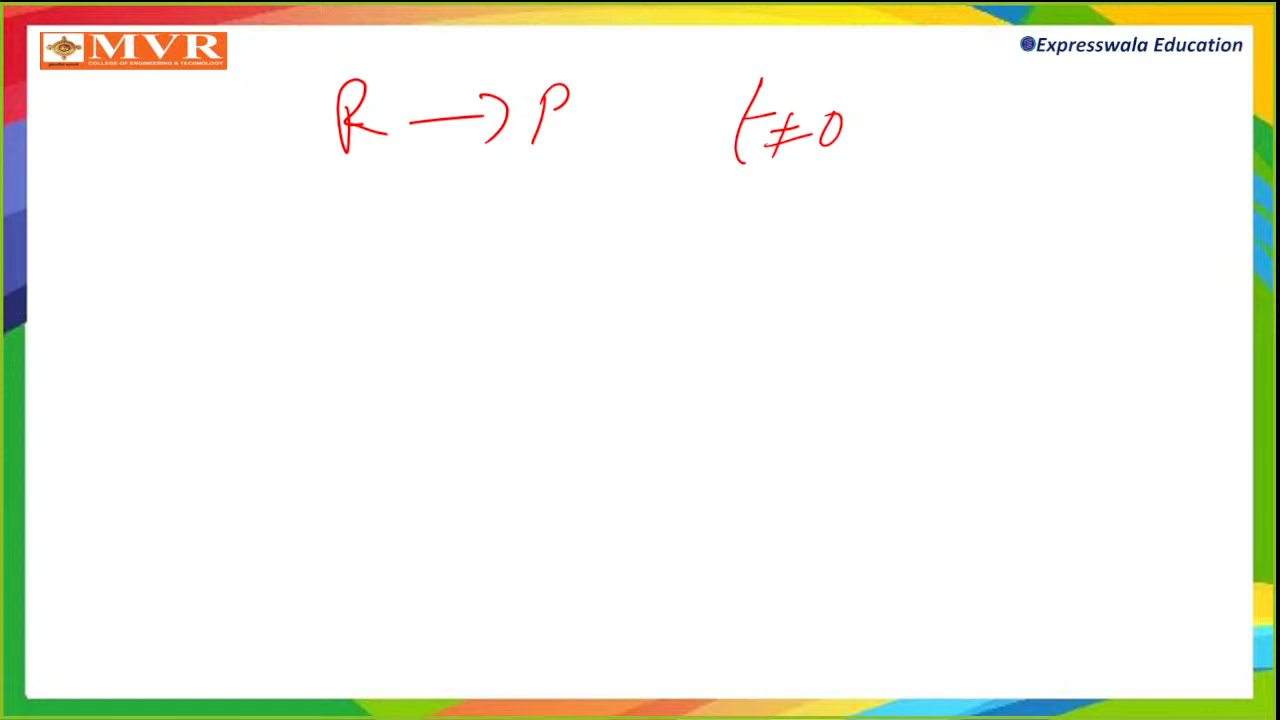 MVR
COLLEGE OF ENGINEERING & TECHNOLOGY
Expresswala Education
R → P t ≠ 0